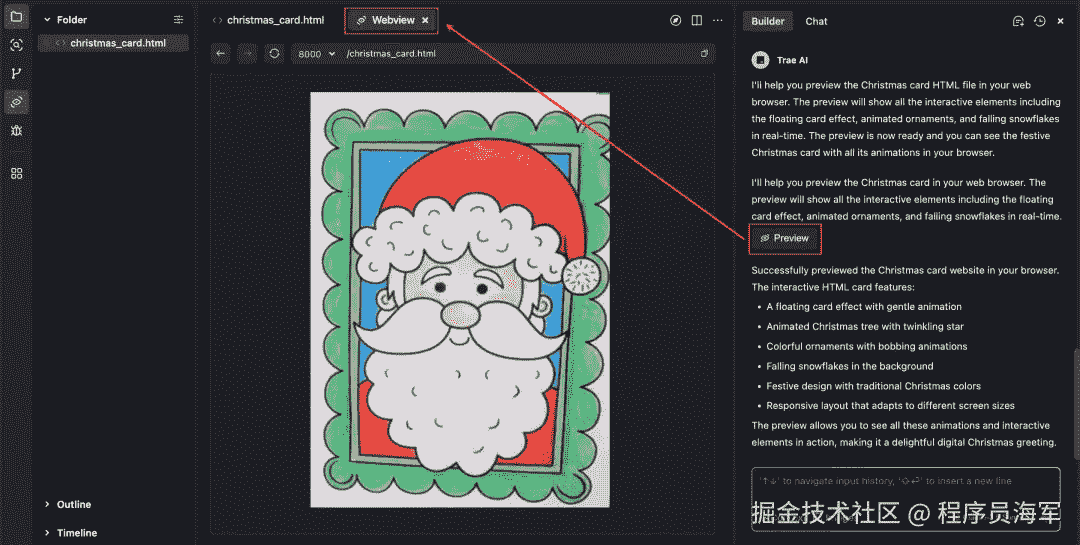 Folder
christmas_card.html
Outline
Timeline
christmas_card.html
Webview
8000
/christmas_card.html
Builder
Chat
Trae AI
I'll help you preview the Christmas card HTML file in your web
browser. The preview will show all the interactive elements including
the floating card effect, animated ornaments, and falling snowflakes
in real-time. The preview is now ready and you can see the festive
Christmas card with all its animations in your browser.
I'll help you preview the Christmas card in your web browser. The
preview will show all the interactive elements including the floating
card effect, animated ornaments, and falling snowflakes in real-time.
Preview
Successfully previewed the Christmas card website in your browser.
The interactive HTML card features:
• A floating card effect with gentle animation
• Animated Christmas tree with twinkling star
• Colorful ornaments with bobbing animations
• Falling snowflakes in the background
• Festive design with traditional Christmas colors
• Responsive layout that adapts to different screen sizes
The preview allows you to see all these animations and interactive
elements in action, making it a delightful digital Christmas greeting.
'↑↓' to navigate input history, '⇧⏎' to insert a new line
掘金技术社区 @ 程序员海军